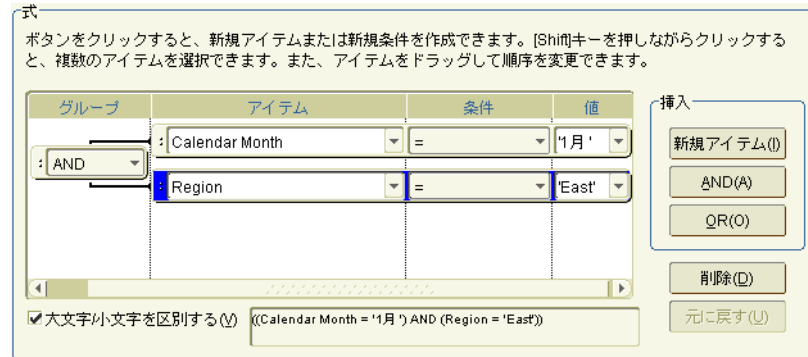 式
ボタンをクリックすると、新規アイテムまたは新規条件を作成できます。[Shift]キーを押しながらクリックする
と、複数のアイテムを選択できます。また、アイテムをドラッグして順序を変更できます。
グループ アイテム 条件 値
挿入
Calendar Month = '1月 '
新規アイテム(I)
AND
AND(A)
Region = 'East'
OR(O)
削除(D)
大文字/小文字を区別する(V) ((Calendar Month = '1月 ') AND (Region = 'East'))
元に戻す(U)